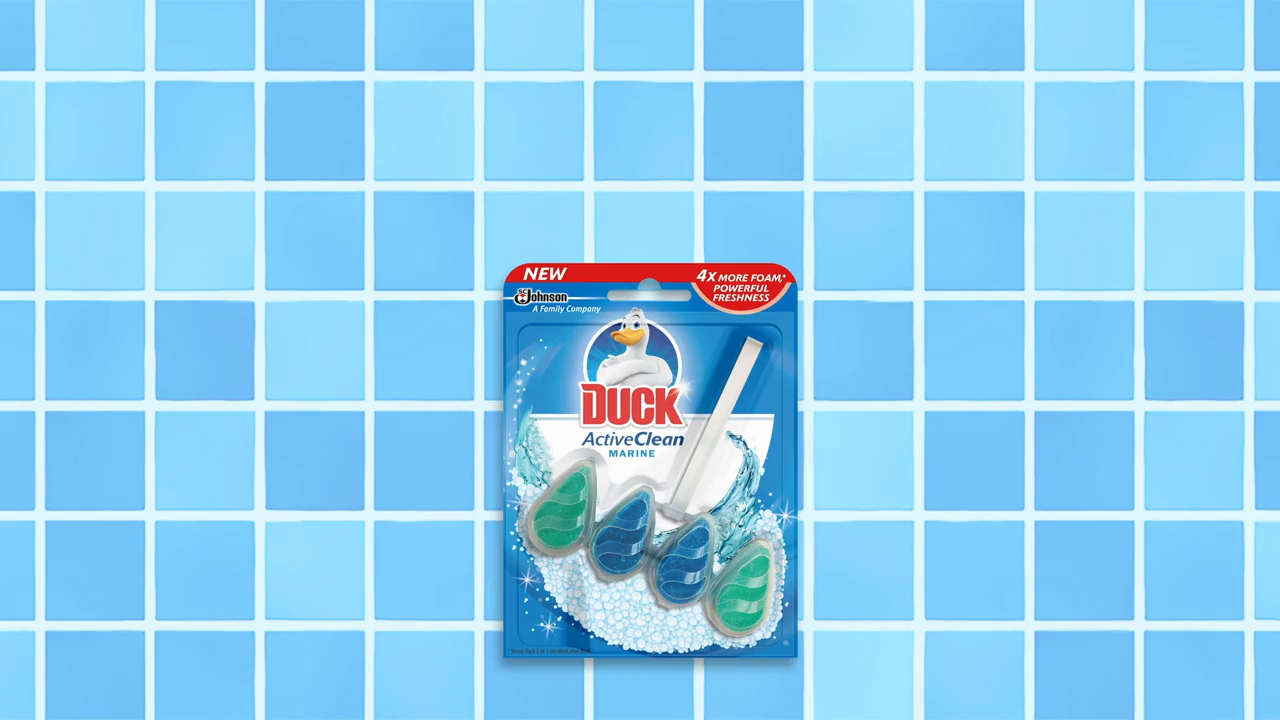 NEW
4x MORE FOAM,*
POWERFUL
FRESHNESS
SC Johnson
A Family Company
DUCK
ActiveClean
MARINE